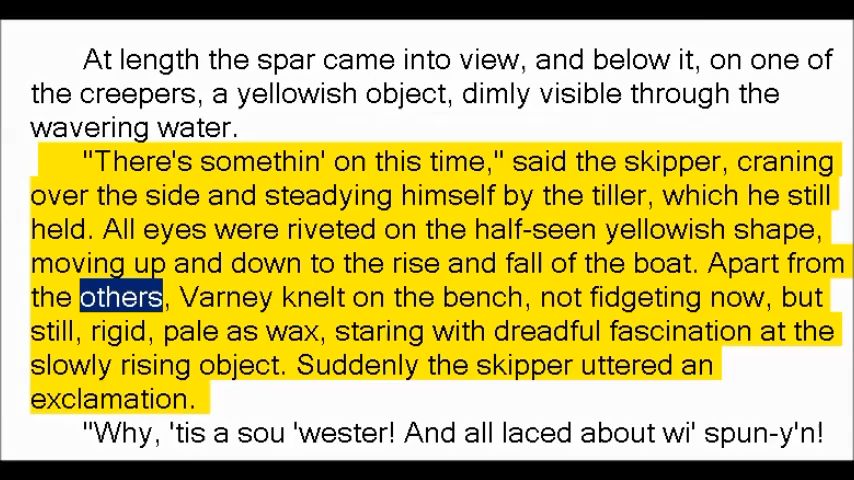 At length the spar came into view, and below it, on one of
the creepers, a yellowish object, dimly visible through the
wavering water.
"There's somethin' on this time," said the skipper, craning
over the side and steadying himself by the tiller, which he still
held. All eyes were riveted on the half-seen yellowish shape,
moving up and down to the rise and fall of the boat. Apart from
the others, Varney knelt on the bench, not fidgeting now, but
still, rigid, pale as wax, staring with dreadful fascination at the
slowly rising object. Suddenly the skipper uttered an
exclamation.
"Why, 'tis a sou 'wester! And all laced about wi' spun-y'n!